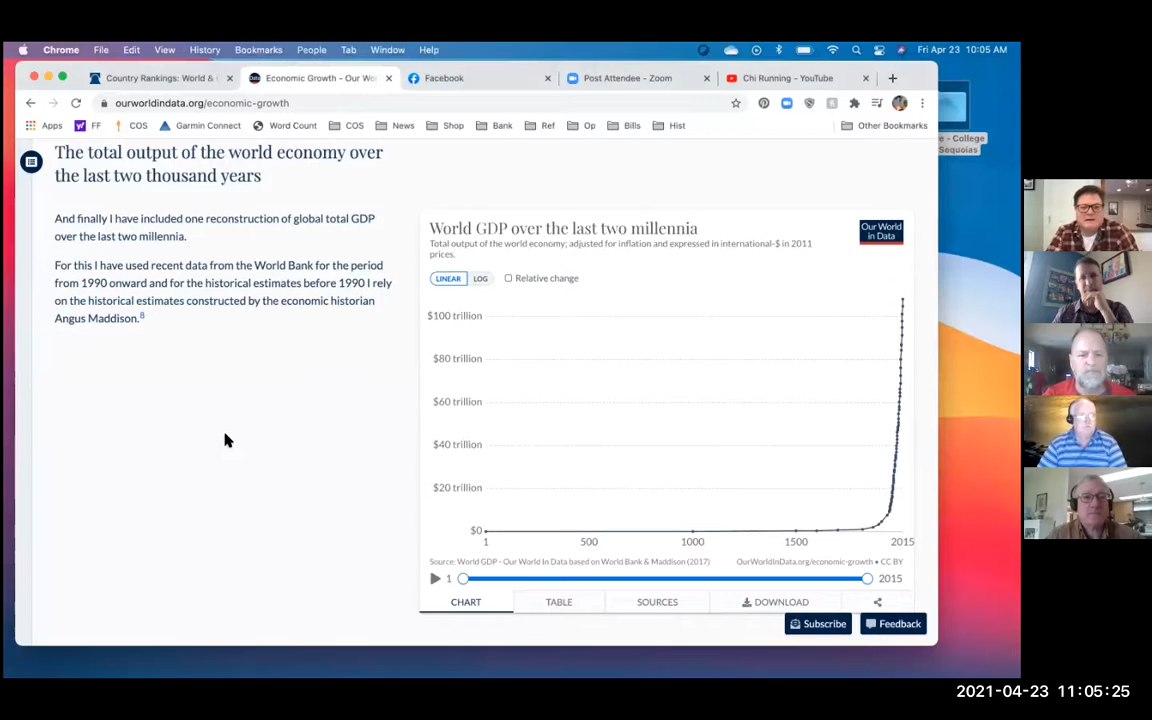 Chrome File Edit View History Bookmarks People Tab Window Help Fri Apr 23 10:05 AM
Country Rankings: World & Economic Growth - Our Wo Facebook Post Attendee - Zoom Chi Running - YouTube
ourworldindata.org/economic-growth
Apps FF COS Garmin Connect Word Count COS News Shop Bank Ref Op Bills Hist Other Bookmarks
- College
Sequoias
The total output of the world economy over
the last two thousand years
And finally I have included one reconstruction of global total GDP
over the last two millennia.
For this I have used recent data from the World Bank for the period
from 1990 onward and for the historical estimates before 1990 I rely
on the historical estimates constructed by the economic historian
Angus Maddison.8
World GDP over the last two millennia
Total output of the world economy; adjusted for inflation and expressed in international-$ in 2011
prices.
Our World
in Data
LINEAR LOG Relative change
$100 trillion
$80 trillion
$60 trillion
$40 trillion
$20 trillion
$0
1 500 1000 1500 2015
Source: World GDP - Our World In Data based on World Bank & Maddison (2017) OurWorldInData.org/economic-growth • CC BY
1 2015
CHART TABLE SOURCES DOWNLOAD
Subscribe Feedback
2021-04-23 11:05:25